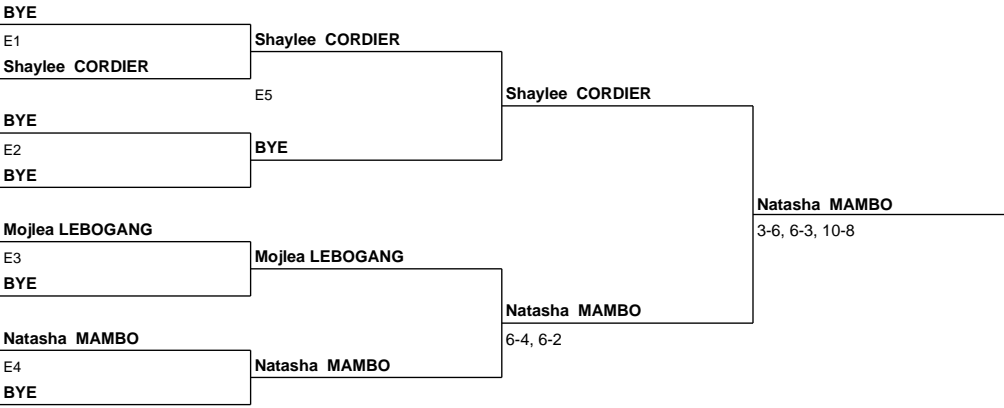 BYE
E1
Shaylee CORDIER
Shaylee CORDIER
E5
Shaylee CORDIER
BYE
E2
BYE
BYE
Natasha MAMBO
3-6, 6-3, 10-8
Mojlea LEBOGANG
E3
Mojlea LEBOGANG
BYE
Natasha MAMBO
6-4, 6-2
Natasha MAMBO
E4
Natasha MAMBO
BYE